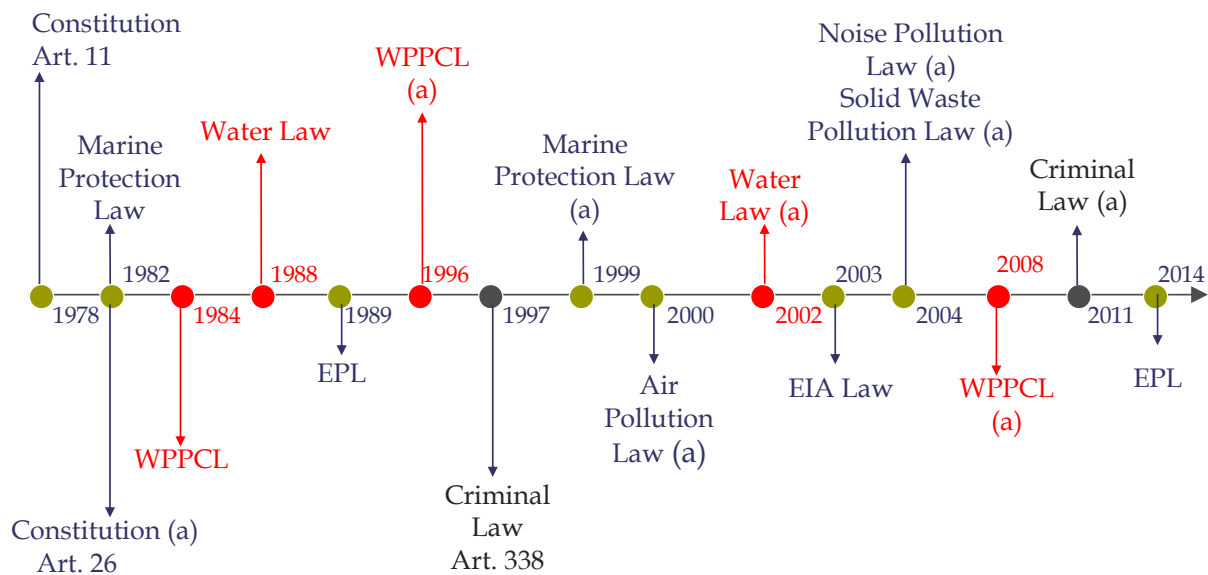 Constitution
Art. 11
Marine
Protection
Law
Water Law
WPPCL
(a)
Marine
Protection Law
(a)
Water
Law (a)
Noise Pollution
Law (a)
Solid Waste
Pollution Law (a)
Criminal
Law (a)
1982
1988
1996
1999
2003
2008
2014
1978
1984
1989
1997
2000
2002
2004
2011
Constitution (a)
Art. 26
WPPCL
EPL
Criminal
Law
Art. 338
Air
Pollution
Law (a)
EIA Law
WPPCL
(a)
EPL